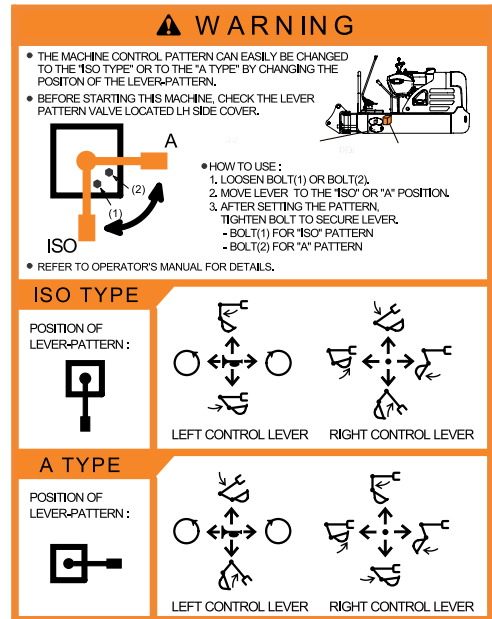 WARNING
• THE MACHINE CONTROL PATTERN CAN EASILY BE CHANGED
TO THE "ISO TYPE" OR TO THE "A TYPE" BY CHANGING THE
POSITON OF THE LEVER-PATTERN.
• BEFORE STARTING THIS MACHINE, CHECK THE LEVER
PATTERN VALVE LOCATED LH SIDE COVER.
A
(2)
(1)
ISO
• HOW TO USE :
1. LOOSEN BOLT(1) OR BOLT(2).
2. MOVE LEVER TO THE "ISO" OR "A" POSITION.
3. AFTER SETTING THE PATTERN,
TIGHTEN BOLT TO SECURE LEVER.
- BOLT(1) FOR "ISO" PATTERN
- BOLT(2) FOR "A" PATTERN
• REFER TO OPERATOR'S MANUAL FOR DETAILS.
ISO TYPE
POSITION OF
LEVER-PATTERN :
LEFT CONTROL LEVER
RIGHT CONTROL LEVER
A TYPE
POSITION OF
LEVER-PATTERN :
LEFT CONTROL LEVER
RIGHT CONTROL LEVER